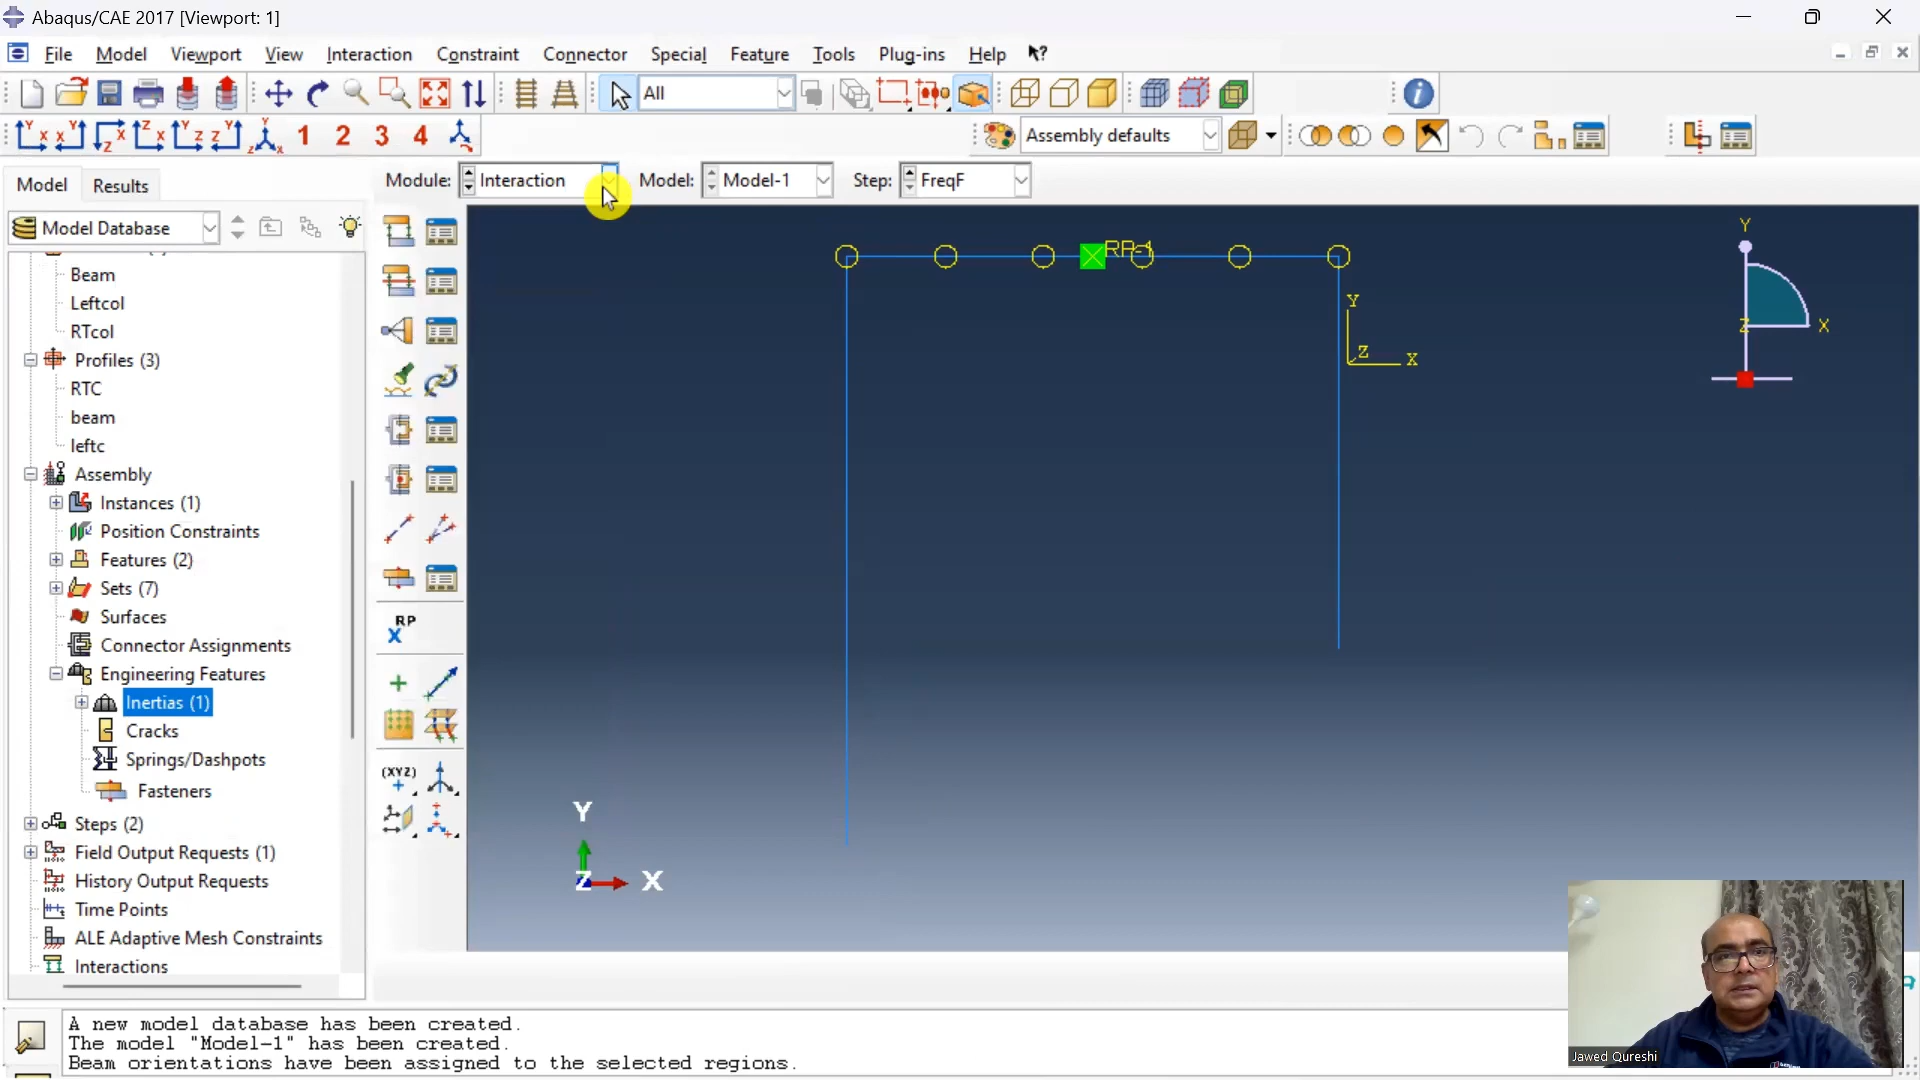 Abaqus/CAE 2017 [Viewport: 1]
File Model Viewport View Interaction Constraint Connector Special Feature Tools Plug-ins Help
All
1 2 3 4
Assembly defaults
Model Results
Module: Interaction Model: Model-1 Step: FreqF
Model Database
Beam
Leftcol
RTcol
Profiles (3)
RTC
beam
leftc
Assembly
Instances (1)
Position Constraints
Features (2)
Sets (7)
Surfaces
Connector Assignments
Engineering Features
Inertias (1)
Cracks
Springs/Dashpots
Fasteners
Steps (2)
Field Output Requests (1)
History Output Requests
Time Points
ALE Adaptive Mesh Constraints
Interactions
RP
(XYZ)
RP-1
Y
Z X
Y
Z X
Y
Z X
A new model database has been created.
The model "Model-1" has been created.
Beam orientations have been assigned to the selected regions.
Jawed Qureshi